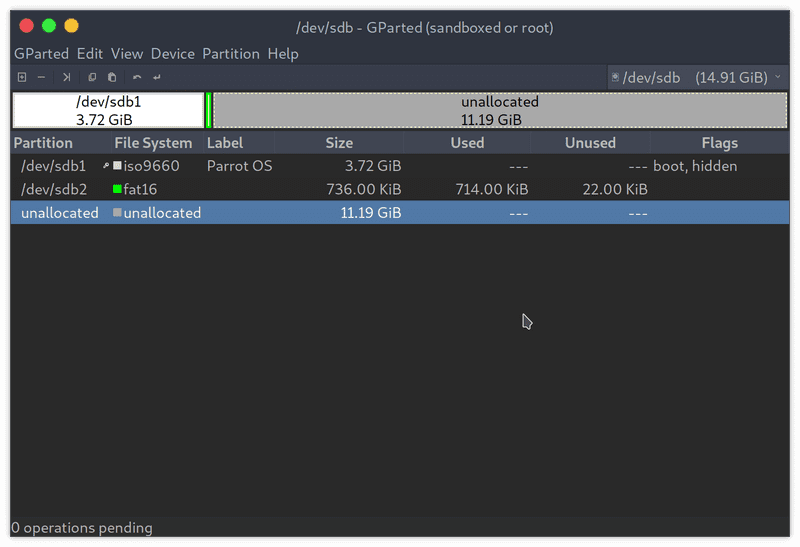 /dev/sdb - GParted (sandboxed or root)
GParted Edit View Device Partition Help
/dev/sdb (14.91 GiB)
/dev/sdb1
3.72 GiB
unallocated
11.19 GiB
Partition File System Label Size Used Unused Flags
/dev/sdb1 iso9660 Parrot OS 3.72 GiB --- --- boot, hidden
/dev/sdb2 fat16 736.00 KiB 714.00 KiB 22.00 KiB
unallocated unallocated 11.19 GiB --- ---
0 operations pending